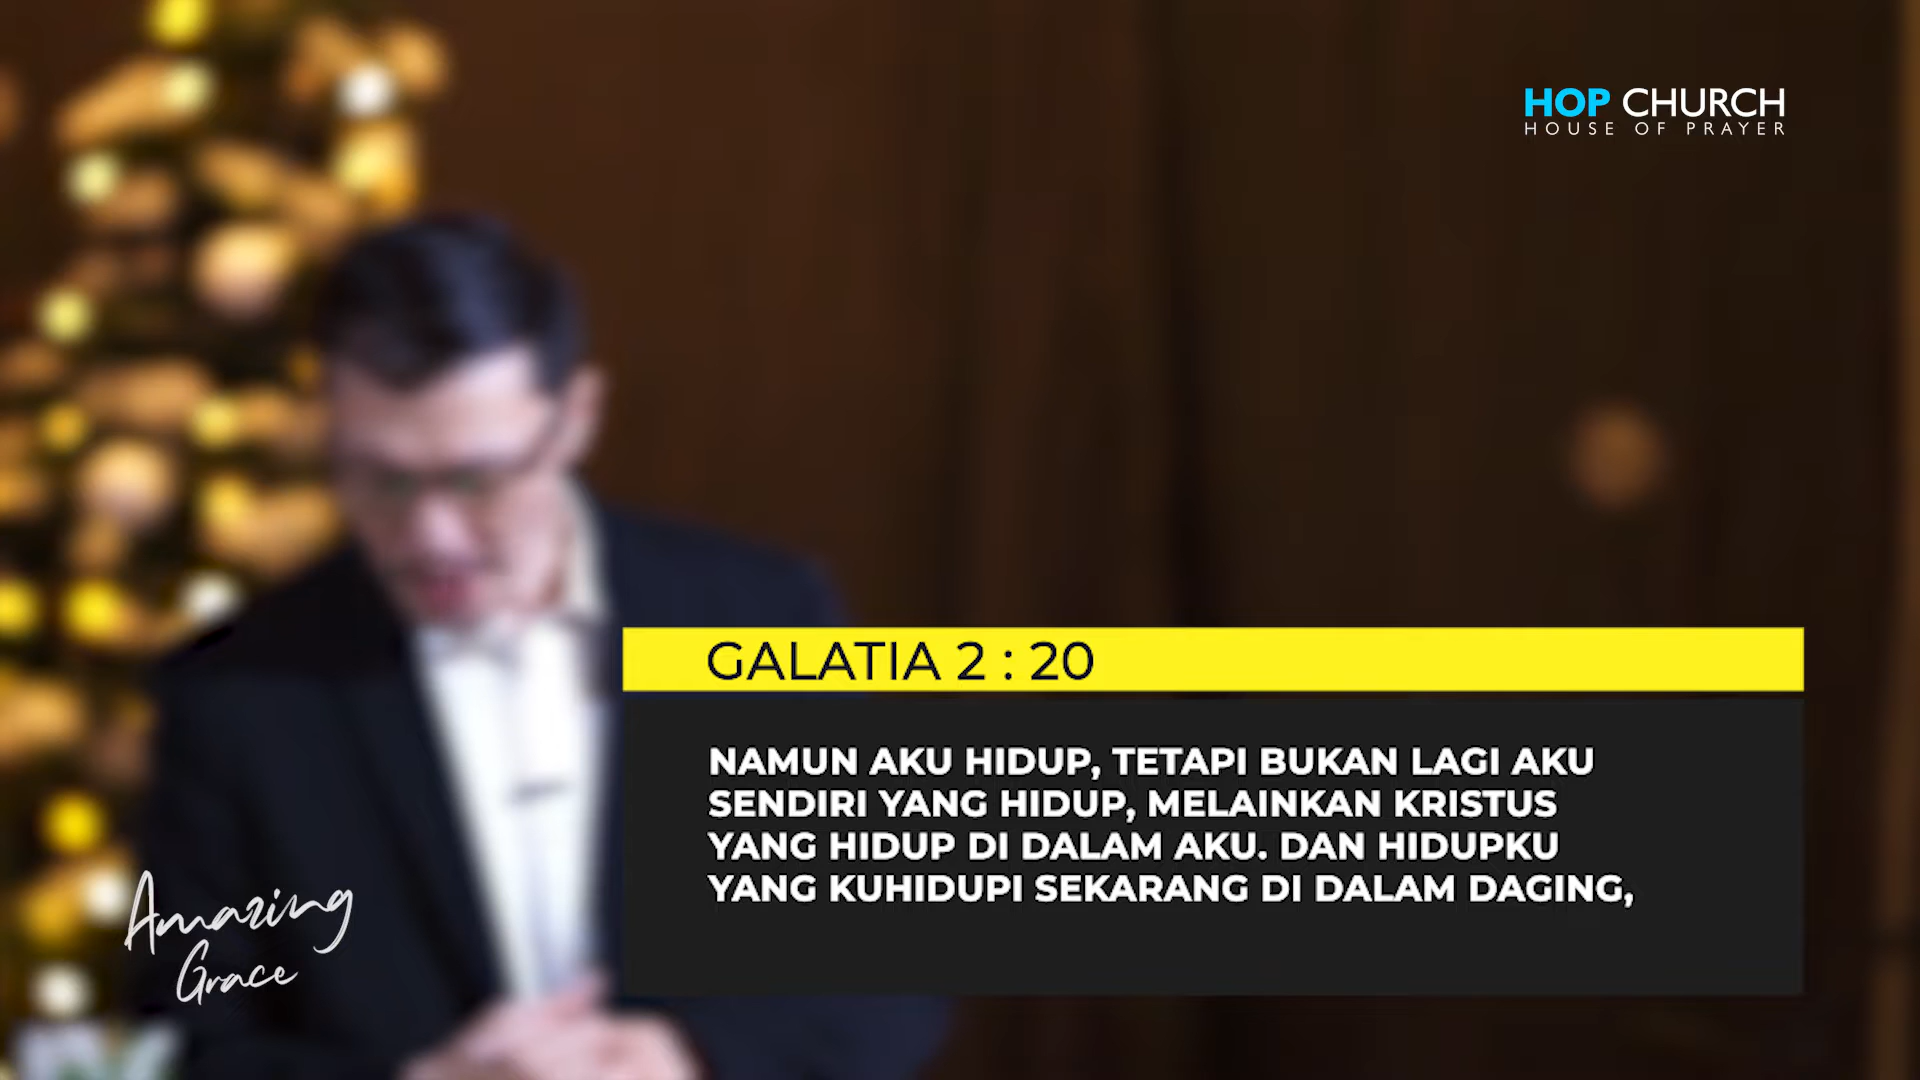 HOP CHURCH
HOUSE OF PRAYER
GALATIA 2 : 20
NAMUN AKU HIDUP, TETAPI BUKAN LAGI AKU
SENDIRI YANG HIDUP, MELAINKAN KRISTUS
YANG HIDUP DI DALAM AKU. DAN HIDUPKU
YANG KUHIDUPI SEKARANG DI DALAM DAGING,
Amazing
Grace